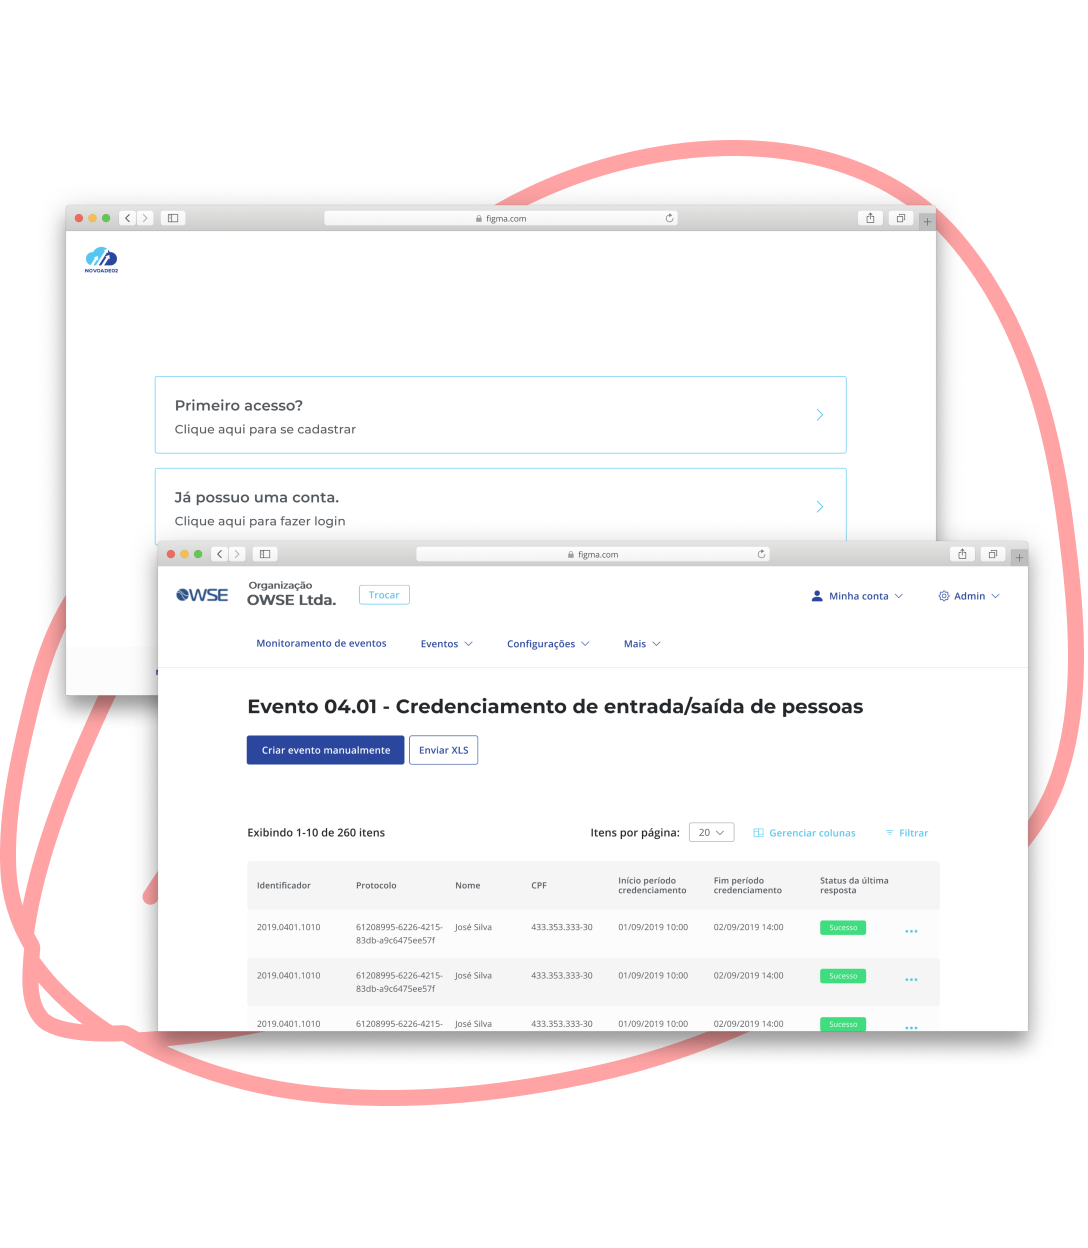 figma.com
NOVOADE02
Primeiro acesso?
Clique aqui para se cadastrar
Já possuo uma conta.
Clique aqui para fazer login
figma.com
OWSE
Organização
OWSE Ltda.
Trocar
Minha conta
Admin
Monitoramento de eventos
Eventos
Configurações
Mais
Evento 04.01 - Credenciamento de entrada/saída de pessoas
Criar evento manualmente
Enviar XLS
Exibindo 1-10 de 260 itens
Itens por página:
20
Gerenciar colunas
Filtrar
Identificador
Protocolo
Nome
CPF
Início período
credenciamento
Fim período
credenciamento
Status da última
resposta
2019.0401.1010
61208995-6226-4215-
83db-a9c6475ee57f
José Silva
433.353.333-30
01/09/2019 10:00
02/09/2019 14:00
Sucesso
2019.0401.1010
61208995-6226-4215-
83db-a9c6475ee57f
José Silva
433.353.333-30
01/09/2019 10:00
02/09/2019 14:00
Sucesso
2019.0401.1010
61208995-6226-4215-
José Silva
433.353.333-30
01/09/2019 10:00
02/09/2019 14:00
Sucesso